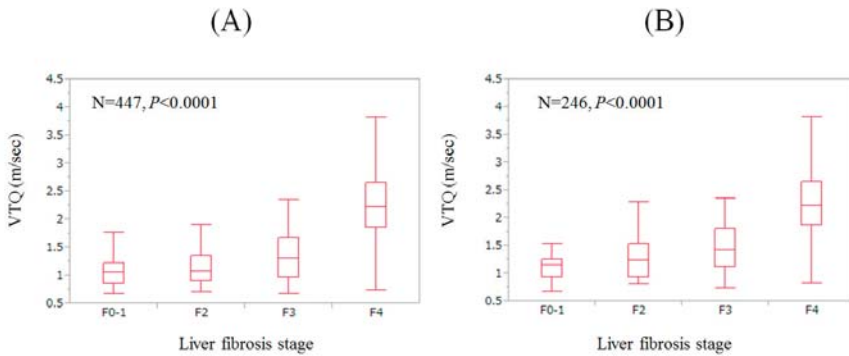 (A)
N=447, P<0.0001
VTQ (m/sec)
4.5
4
3.5
3
2.5
2
1.5
1
0.5
F0-1 F2 F3 F4
Liver fibrosis stage
(B)
N=246, P<0.0001
VTQ (m/sec)
4.5
4
3.5
3
2.5
2
1.5
1
0.5
F0-1 F2 F3 F4
Liver fibrosis stage